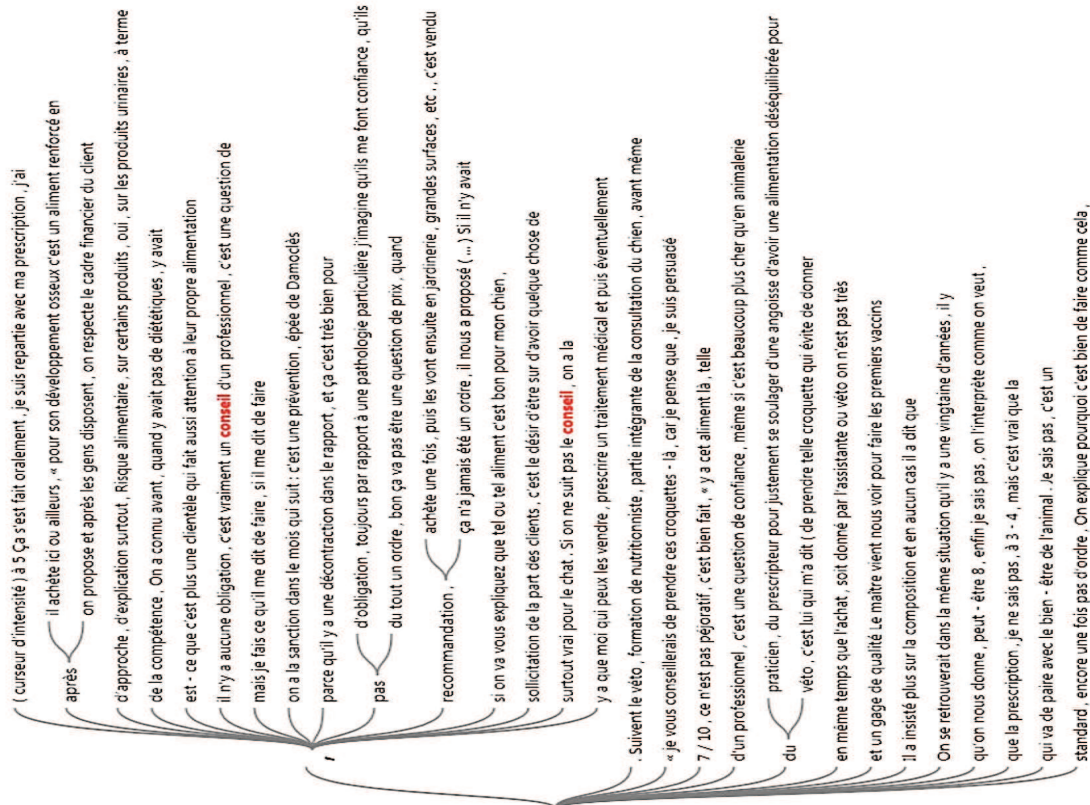 ( curseur d'intensité ) à 5 Ça s'est fait oralement , je suis repartie avec ma prescription , j'ai
après
il achète ici ou ailleurs , « pour son développement osseux c'est un aliment renforcé en
on propose et après les gens disposent , on respecte le cadre financier du client
d'approche , d'explication surtout , Risque alimentaire , sur certains produits , oui , sur les produits urinaires , à terme
de la compétence , On a connu avant , quand y avait pas de diététiques , y avait
est - ce que c'est plus une clientèle qui fait aussi attention à leur propre alimentation
il n'y a aucune obligation , c'est vraiment un conseil d'un professionnel , c'est une question de
mais je fais ce qu'il me dit de faire , si il me dit de faire
on a la sanction dans le mois qui suit : c'est une prévention , épée de Damoclès
parce qu'il y a une décontraction dans le rapport , et ça c'est très bien pour
pas
d'obligation , toujours par rapport à une pathologie particulière j'imagine qu'ils me font confiance , qu'ils
du tout un ordre , bon ça va pas être une question de prix , quand
recommandation ,
achète une fois , puis les vont ensuite en jardinerie , grandes surfaces , etc . , c'est vendu
ça n'a jamais été un ordre , il nous a proposé ( ... ) Si il n'y avait
si on va vous expliquez que tel ou tel aliment c'est bon pour mon chien ,
sollicitation de la part des clients , c'est le désir d'être sur d'avoir quelque chose de
surtout vrai pour le chat . Si on ne suit pas le conseil , on a la
y a que moi qui peux les vendre , prescrire un traitement médical et puis éventuellement
,
. Suivent le véto , formation de nutritionniste , partie intégrante de la consultation du chien , avant même
« je vous conseillerais de prendre ces croquettes - là , car je pense que , je suis persuadé
7 / 10 , ce n'est pas péjoratif , c'est bien fait , « y a cet aliment là , telle
d'un professionnel , c'est une question de confiance , même si c'est beaucoup plus cher qu'en animalerie
du
praticien , du prescripteur pour justement se soulager d'une angoisse d'avoir une alimentation déséquilibrée pour
véto , c'est lui qui m'a dit ( de prendre telle croquette qui évite de donner
en même temps que l'achat , soit donné par l'assistante ou véto on n'est pas très
et un gage de qualité Le maître vient nous voir pour faire les premiers vaccins
Il a insisté plus sur la composition et en aucun cas il a dit que
On se retrouverait dans la même situation qu'il y a une vingtaine d'années , il y
qu'on nous donne , peut - être 8 , enfin je sais pas , on l'interprète comme on veut ,
que la prescription , je ne sais pas , à 3 - 4 , mais c'est vrai que la
qui va de paire avec le bien - être de l'animal . Je sais pas , c'est un
standard , encore une fois pas d'ordre , On explique pourquoi c'est bien de faire comme cela ,